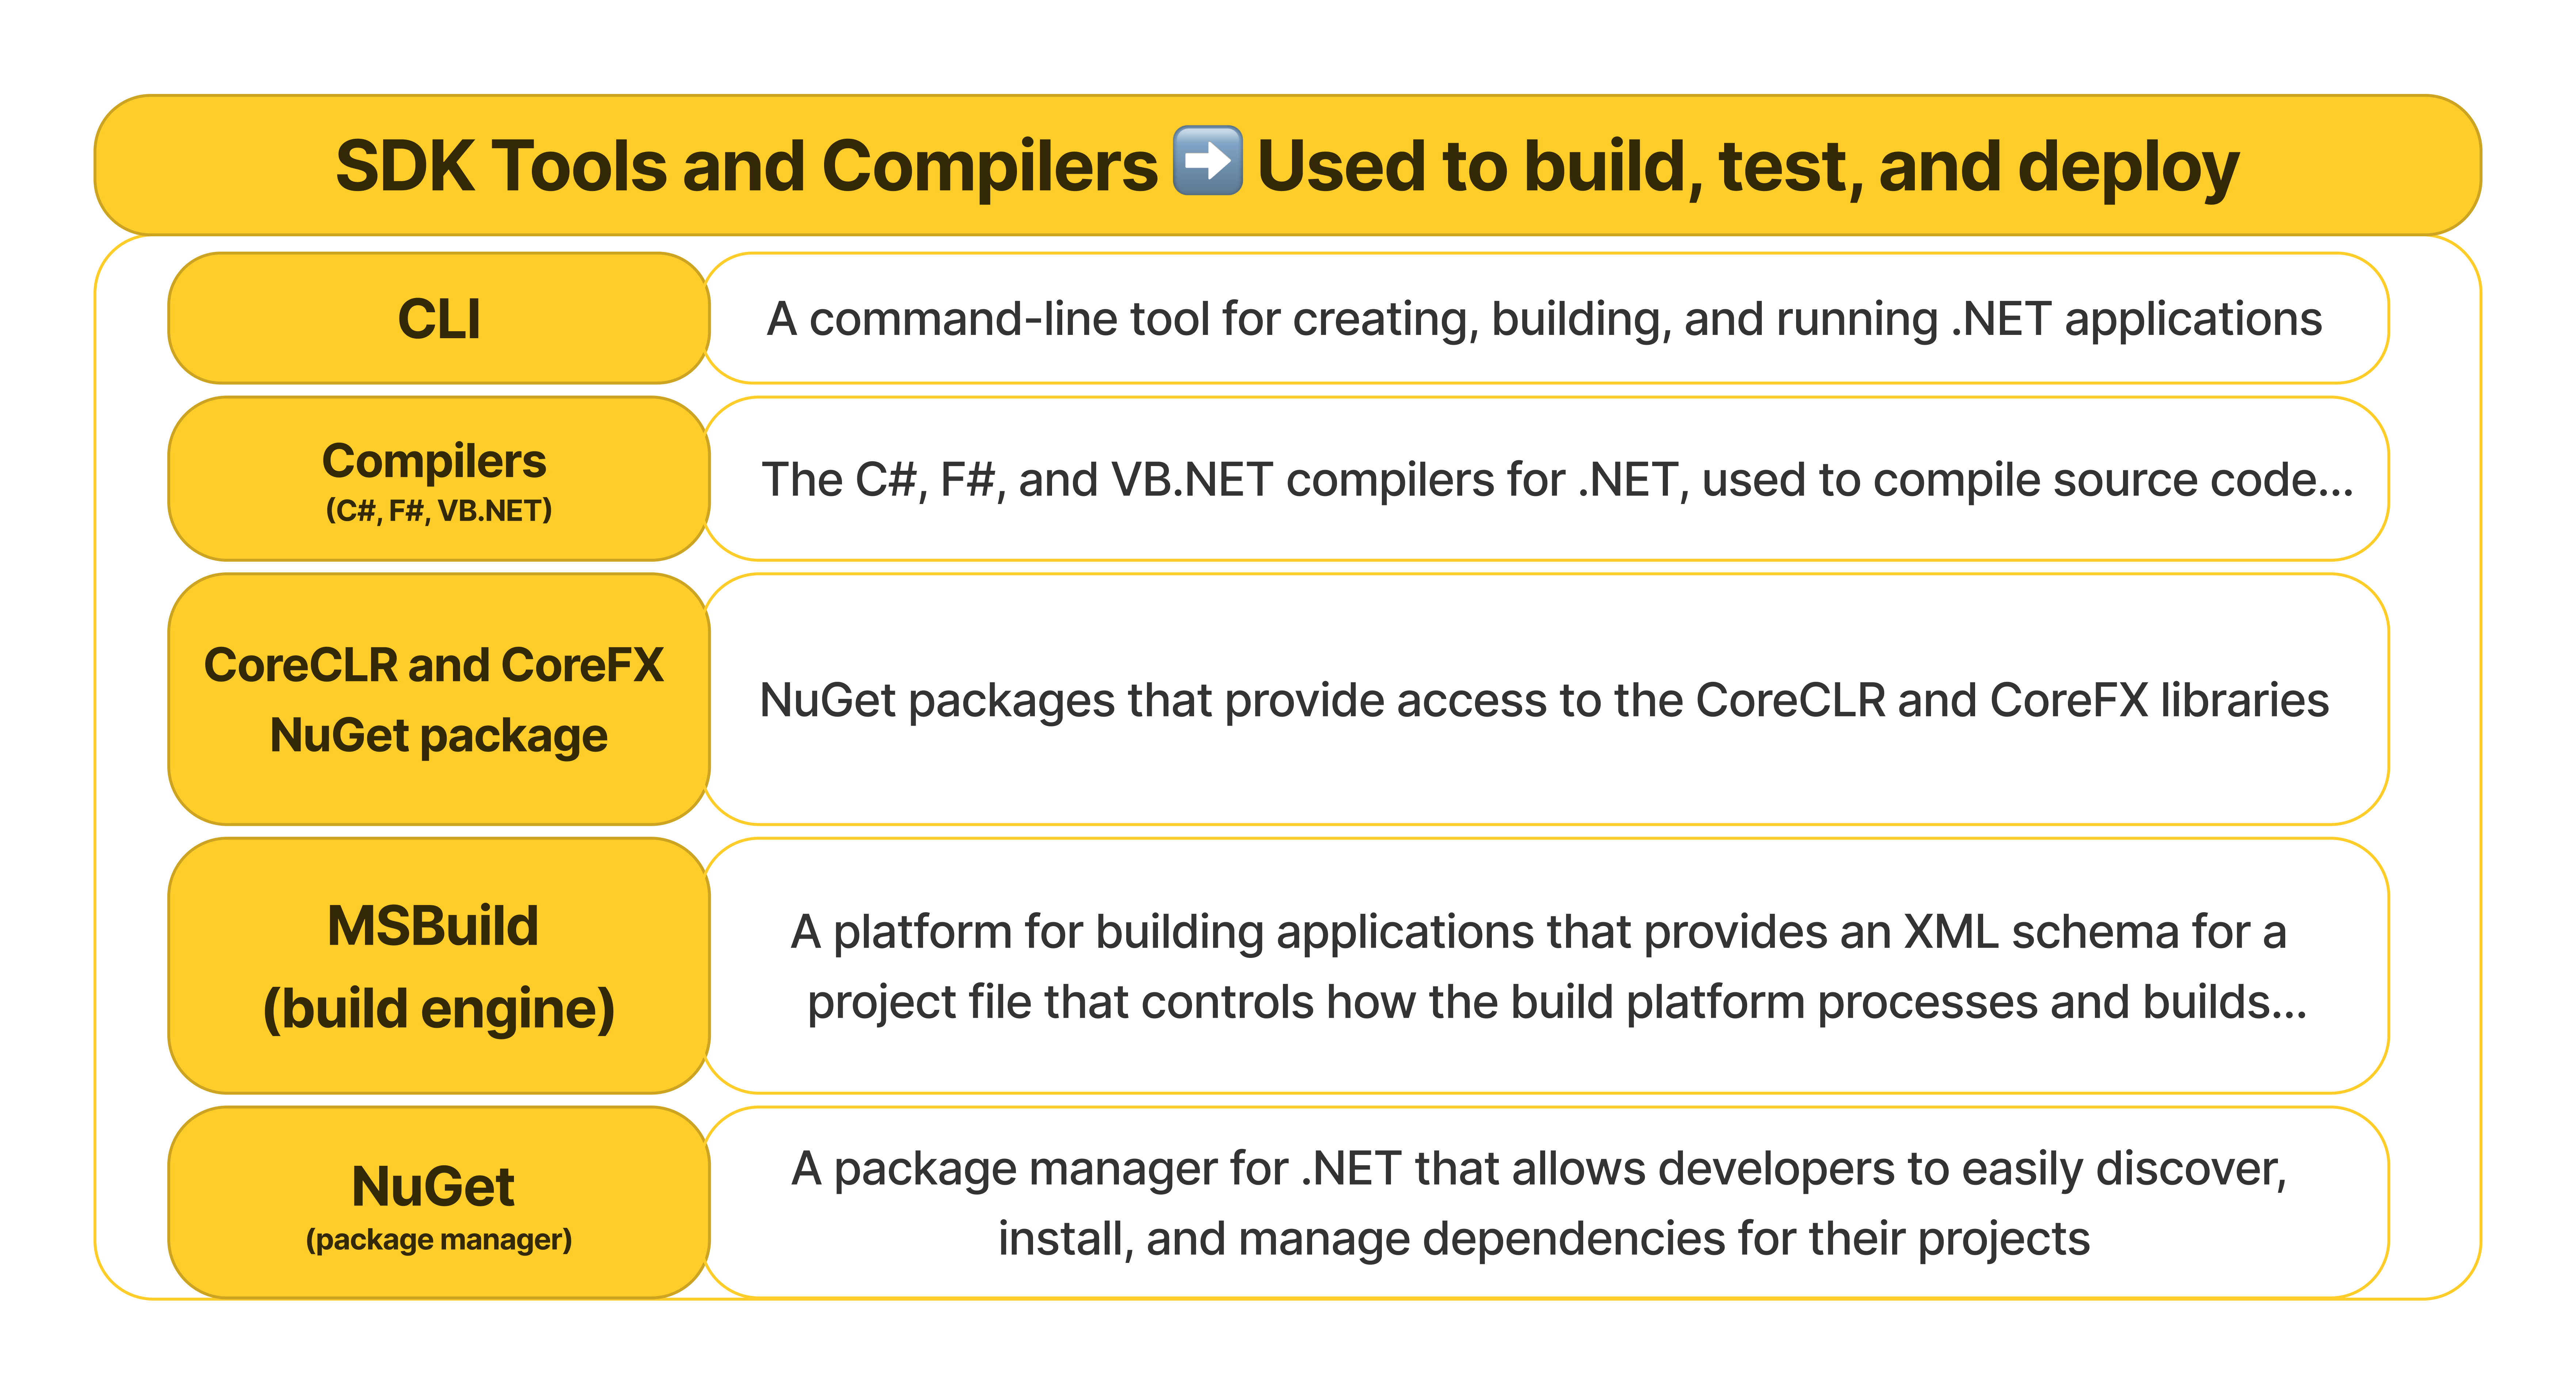 SDK Tools and Compilers ➡️ Used to build, test, and deploy
CLI
A command-line tool for creating, building, and running .NET applications
Compilers
(C#, F#, VB.NET)
The C#, F#, and VB.NET compilers for .NET, used to compile source code...
CoreCLR and CoreFX
NuGet package
NuGet packages that provide access to the CoreCLR and CoreFX libraries
MSBuild
(build engine)
A platform for building applications that provides an XML schema for a
project file that controls how the build platform processes and builds...
NuGet
(package manager)
A package manager for .NET that allows developers to easily discover,
install, and manage dependencies for their projects